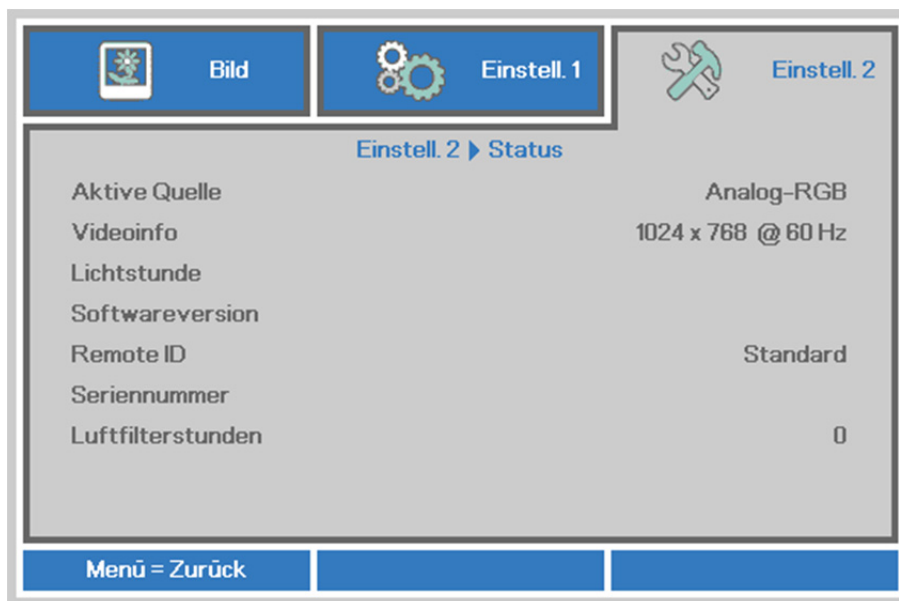 Bild Einstell. 1 Einstell. 2
Einstell. 2 ▶ Status
Aktive Quelle Analog-RGB
Videoinfo 1024 x 768 @ 60 Hz
Lichtstunde
Softwareversion
Remote ID Standard
Seriennummer
Luftfilterstunden 0
Menü = Zurück